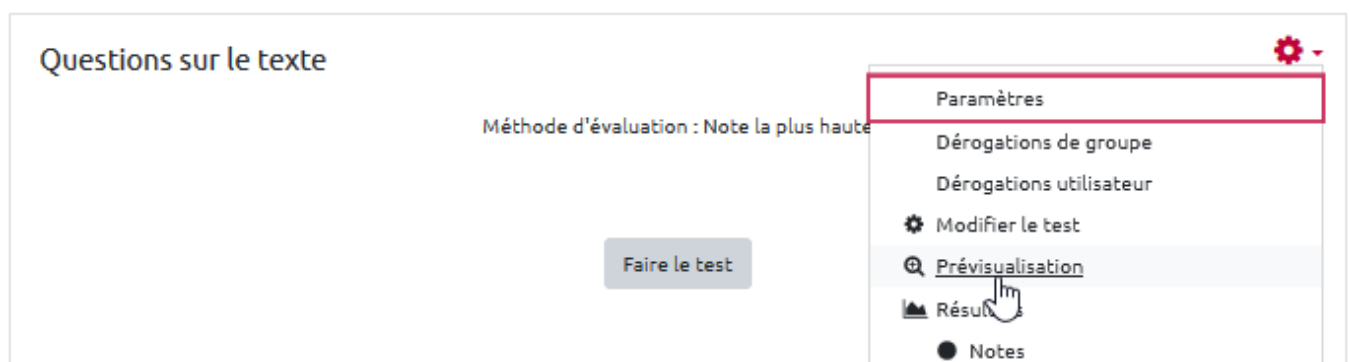 Questions sur le texte
Paramètres
Méthode d'évaluation : Note la plus haute
Dérogations de groupe
Dérogations utilisateur
Modifier le test
Faire le test
Prévisualisation
Notes